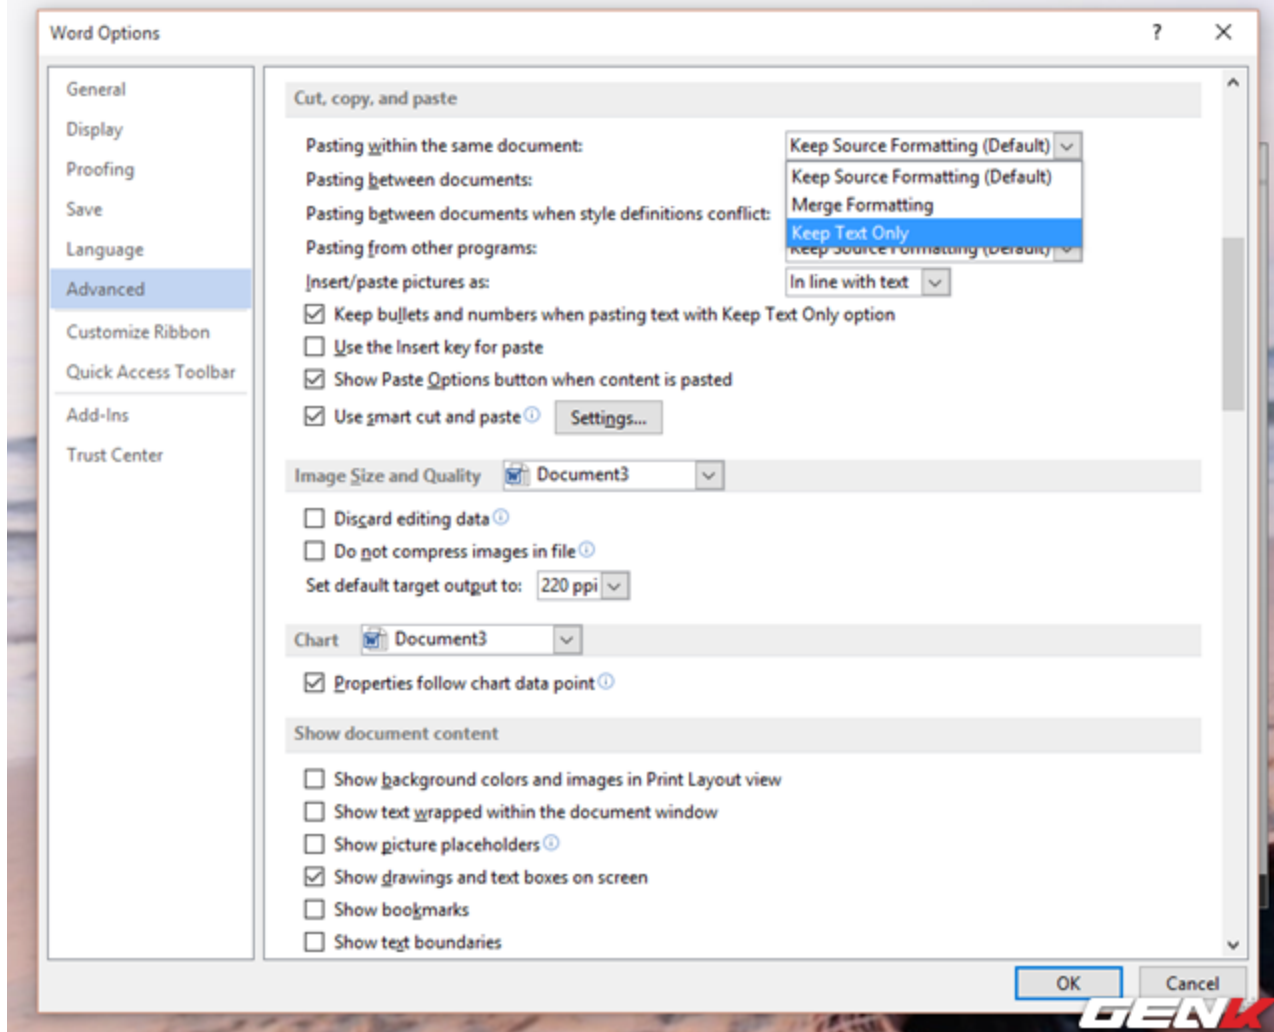 Word Options
?
General
Display
Proofing
Save
Language
Advanced
Customize Ribbon
Quick Access Toolbar
Add-Ins
Trust Center
Cut, copy, and paste
Pasting within the same document: Keep Source Formatting (Default)
Keep Source Formatting (Default)
Pasting between documents:
Merge Formatting
Pasting between documents when style definitions conflict:
Keep Text Only
Pasting from other programs: Keep Source Formatting (Default)
Insert/paste pictures as: In line with text
Keep bullets and numbers when pasting text with Keep Text Only option
Use the Insert key for paste
Show Paste Options button when content is pasted
Use smart cut and paste Settings...
Image Size and Quality Document3
Discard editing data
Do not compress images in file
Set default target output to: 220 ppi
Chart Document3
Properties follow chart data point
Show document content
Show background colors and images in Print Layout view
Show text wrapped within the document window
Show picture placeholders
Show drawings and text boxes on screen
Show bookmarks
Show text boundaries
OK Cancel
GENK